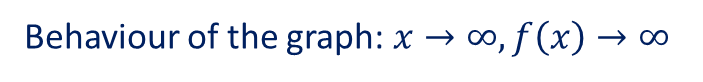 Behaviour of the graph: x → ∞, f(x) → ∞